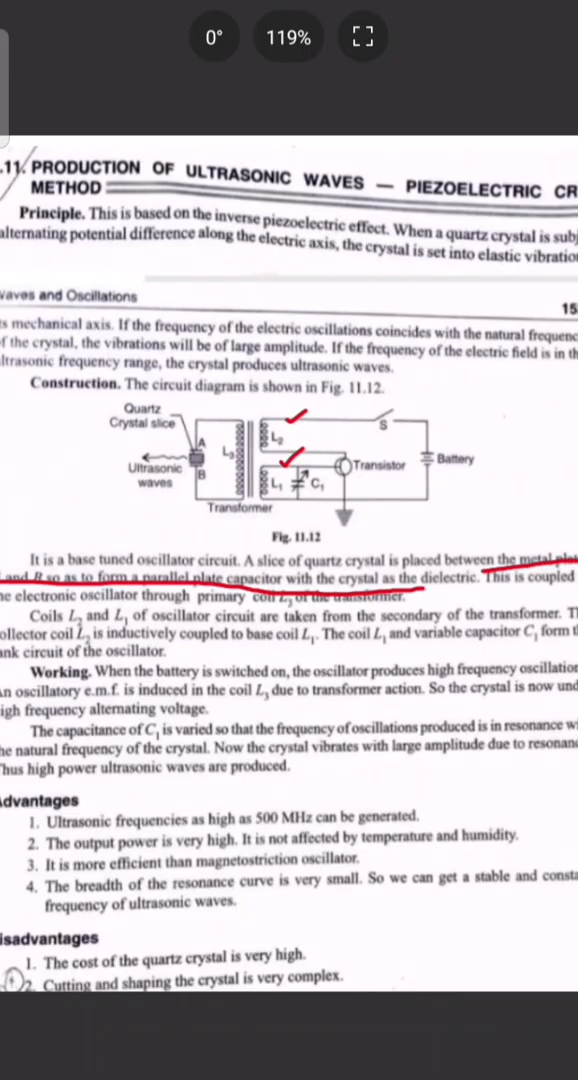 0°
119%
.11. PRODUCTION OF ULTRASONIC WAVES — PIEZOELECTRIC CR
METHOD
Principle. This is based on the inverse piezoelectric effect. When a quartz crystal is subj
alternating potential difference along the electric axis, the crystal is set into elastic vibration
Waves and Oscillations
15
ts mechanical axis. If the frequency of the electric oscillations coincides with the natural frequenc
of the crystal, the vibrations will be of large amplitude. If the frequency of the electric field is in th
ltrasonic frequency range, the crystal produces ultrasonic waves.
Construction. The circuit diagram is shown in Fig. 11.12.
Quartz
Crystal slice
A
B
Ultrasonic
waves
L₃
L₂
L₁
C₁
S
Transistor
Battery
Transformer
Fig. 11.12
It is a base tuned oscillator circuit. A slice of quartz crystal is placed between the metal plat
and B so as to form a parallel plate capacitor with the crystal as the dielectric. This is coupled
he electronic oscillator through primary coil L₃ of the transformer.
Coils L₂ and L₁ of oscillator circuit are taken from the secondary of the transformer. T
ollector coil L₂ is inductively coupled to base coil L₁. The coil L₁ and variable capacitor C₁ form t
ank circuit of the oscillator.
Working. When the battery is switched on, the oscillator produces high frequency oscillation
An oscillatory e.m.f. is induced in the coil L₃ due to transformer action. So the crystal is now und
igh frequency alternating voltage.
The capacitance of C₁ is varied so that the frequency of oscillations produced is in resonance wi
he natural frequency of the crystal. Now the crystal vibrates with large amplitude due to resonanc
Thus high power ultrasonic waves are produced.
Advantages
1. Ultrasonic frequencies as high as 500 MHz can be generated.
2. The output power is very high. It is not affected by temperature and humidity.
3. It is more efficient than magnetostriction oscillator.
4. The breadth of the resonance curve is very small. So we can get a stable and consta
frequency of ultrasonic waves.
isadvantages
1. The cost of the quartz crystal is very high.
2. Cutting and shaping the crystal is very complex.